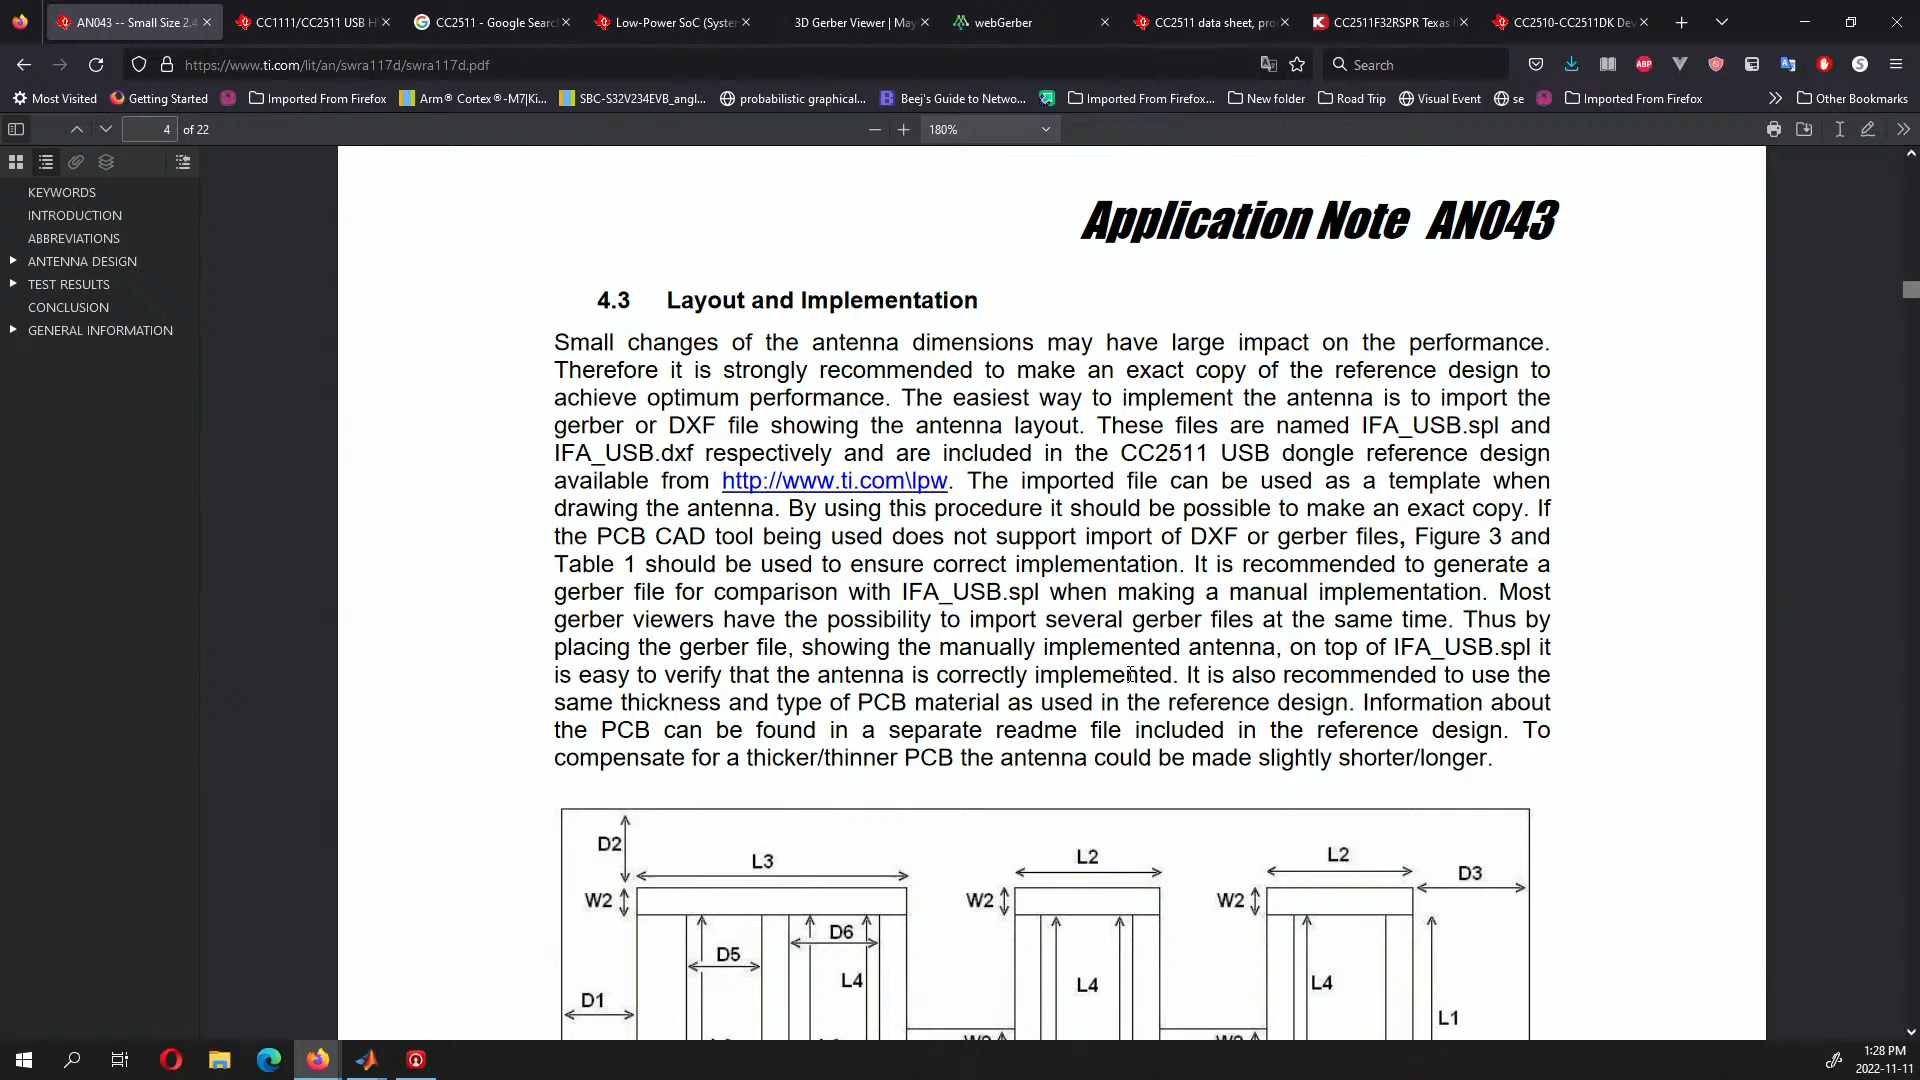 AN043 -- Small Size 2.4
CC1111/CC2511 USB H
CC2511 - Google Searc
Low-Power SoC (Syste
3D Gerber Viewer | May
webGerber
CC2511 data sheet, pro
CC2511F32RSPR Texas
CC2510-CC2511DK Dev
https://www.ti.com/lit/an/swra117d/swra117d.pdf
Search
Most Visited
Getting Started
Imported From Firefox
Arm® Cortex®-M7|Ki...
SBC-S32V234EVB_angl...
probabilistic graphical...
Beej's Guide to Netwo...
Imported From Firefox...
New folder
Road Trip
Visual Event
se
Imported From Firefox
Other Bookmarks
4 of 22
180%
KEYWORDS
INTRODUCTION
ABBREVIATIONS
ANTENNA DESIGN
TEST RESULTS
CONCLUSION
GENERAL INFORMATION
Application Note AN043
4.3 Layout and Implementation
Small changes of the antenna dimensions may have large impact on the performance.
Therefore it is strongly recommended to make an exact copy of the reference design to
achieve optimum performance. The easiest way to implement the antenna is to import the
gerber or DXF file showing the antenna layout. These files are named IFA_USB.spl and
IFA_USB.dxf respectively and are included in the CC2511 USB dongle reference design
available from http://www.ti.com\lpw. The imported file can be used as a template when
drawing the antenna. By using this procedure it should be possible to make an exact copy. If
the PCB CAD tool being used does not support import of DXF or gerber files, Figure 3 and
Table 1 should be used to ensure correct implementation. It is recommended to generate a
gerber file for comparison with IFA_USB.spl when making a manual implementation. Most
gerber viewers have the possibility to import several gerber files at the same time. Thus by
placing the gerber file, showing the manually implemented antenna, on top of IFA_USB.spl it
is easy to verify that the antenna is correctly implemented. It is also recommended to use the
same thickness and type of PCB material as used in the reference design. Information about
the PCB can be found in a separate readme file included in the reference design. To
compensate for a thicker/thinner PCB the antenna could be made slightly shorter/longer.
D2
L3
L2
L2
D3
W2
W2
W2
D5
D6
L4
L4
L4
D1
L1
1:28 PM
2022-11-11